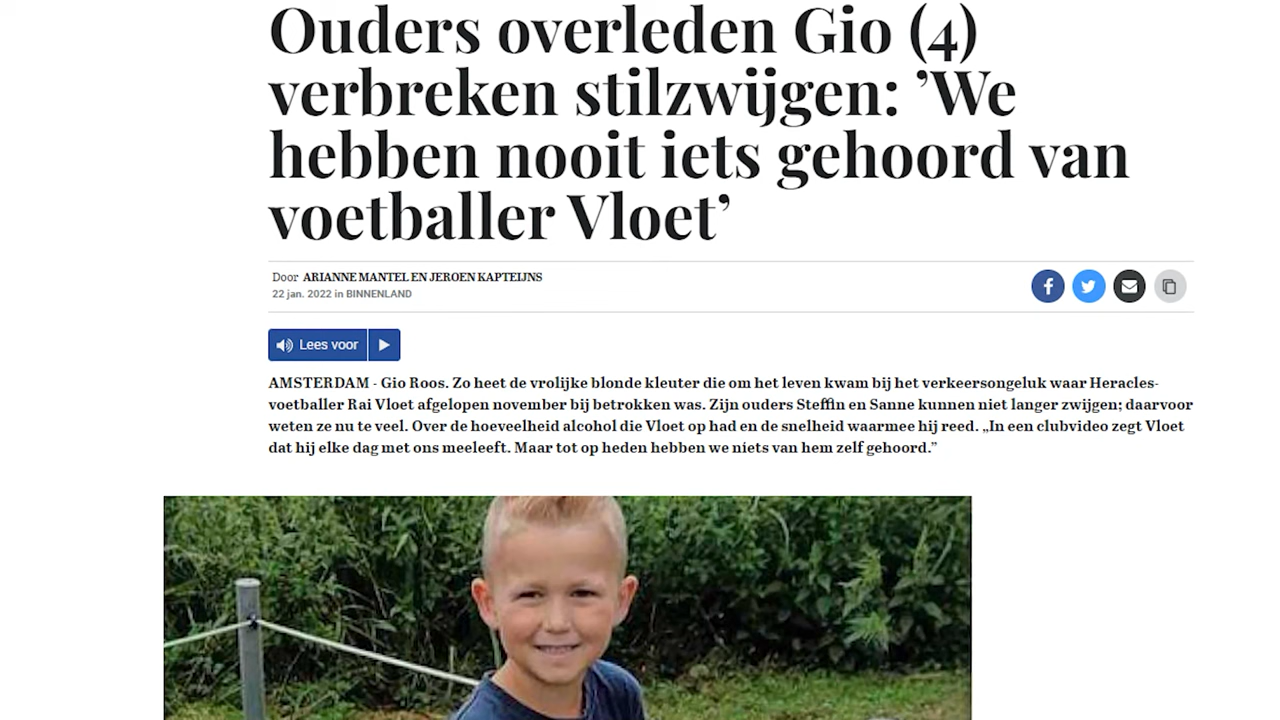 Ouders overleden Gio (4)
verbreken stilzwijgen: ’We
hebben nooit iets gehoord van
voetballer Vloet’
Door ARIANNE MANTEL EN JEROEN KAPTEIJNS
22 jan. 2022 in BINNENLAND
Lees voor
AMSTERDAM - Gio Roos. Zo heet de vrolijke blonde kleuter die om het leven kwam bij het verkeersongeluk waar Heracles-
voetballer Rai Vloet afgelopen november bij betrokken was. Zijn ouders Steffin en Sanne kunnen niet langer zwijgen; daarvoor
weten ze nu te veel. Over de hoeveelheid alcohol die Vloet op had en de snelheid waarmee hij reed. „In een clubvideo zegt Vloet
dat hij elke dag met ons meeleeft. Maar tot op heden hebben we niets van hem zelf gehoord.”